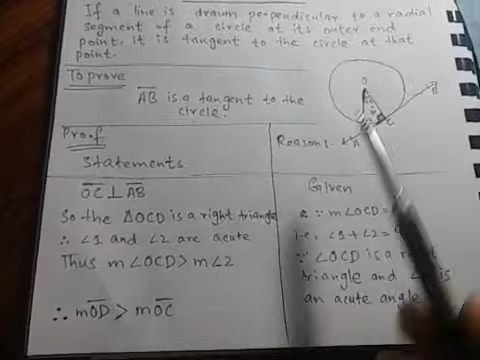 If a line is drawn perpendicular to a radial
segment of a circle at its outer end
point, it is tangent to the circle at that
point.
To prove
AB is a tangent to the
circle!
Proof
Statements
Reasons.
O
B
C
A
OC ⊥ AB
Given
So the ΔOCD is a right triangle
∵ m∠OCD =
∴ ∠1 and ∠2 are acute
i.e. ∠1 + ∠2 =
Thus m∠OCD > m∠2
∵ ∠OCD is a
triangle and
an acute angle
∴ mOD > mOC